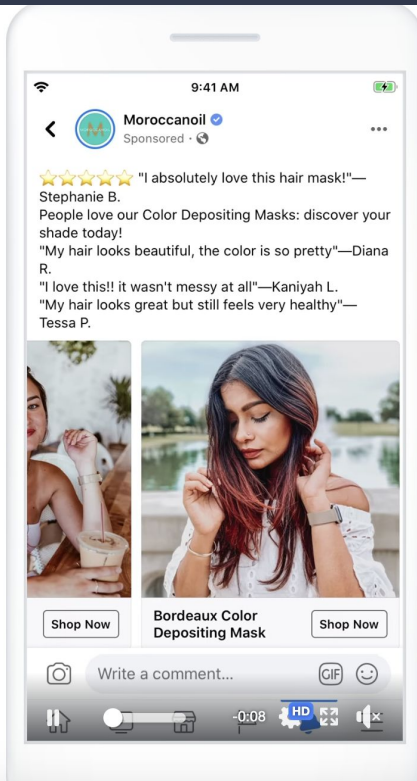 9:41 AM
Moroccanoil
Sponsored ·
"I absolutely love this hair mask!"—
Stephanie B.
People love our Color Depositing Masks: discover your
shade today!
"My hair looks beautiful, the color is so pretty"—Diana
R.
"I love this!! it wasn't messy at all"—Kaniyah L.
"My hair looks great but still feels very healthy"—
Tessa P.
Shop Now
Bordeaux Color
Depositing Mask
Shop Now
Write a comment...
GIF
-0:08
HD